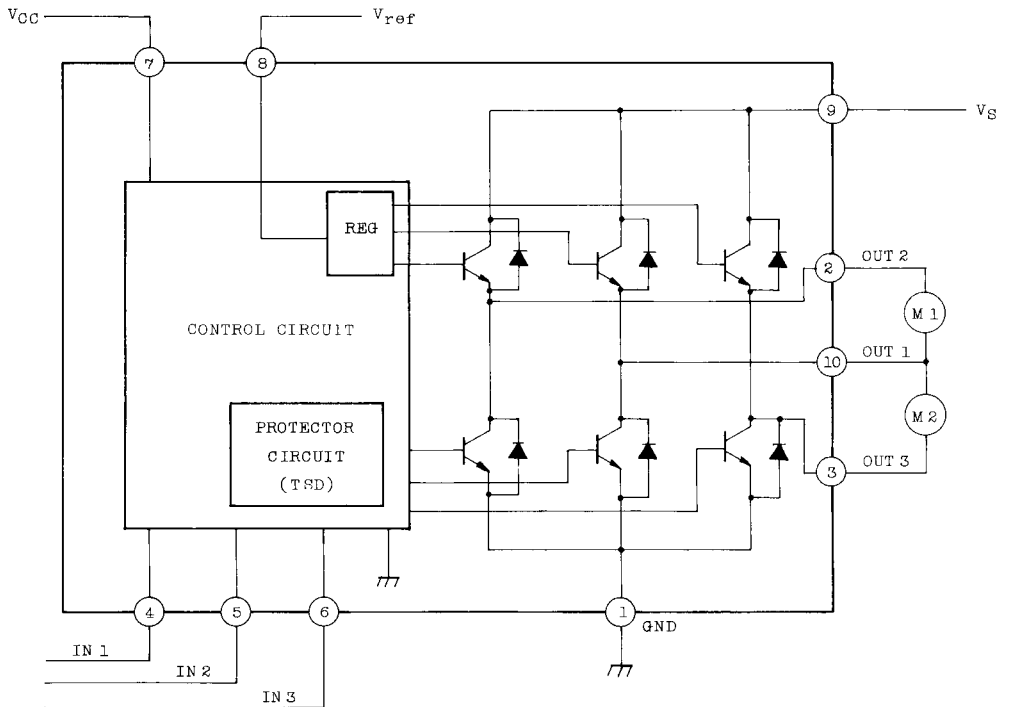 VCC
Vref
7
8
9
VS
REG
2
OUT 2
M 1
CONTROL CIRCUIT
10
OUT 1
M 2
PROTECTOR
CIRCUIT
(TSD)
3
OUT 3
4
5
6
1
GND
IN 1
IN 2
IN 3